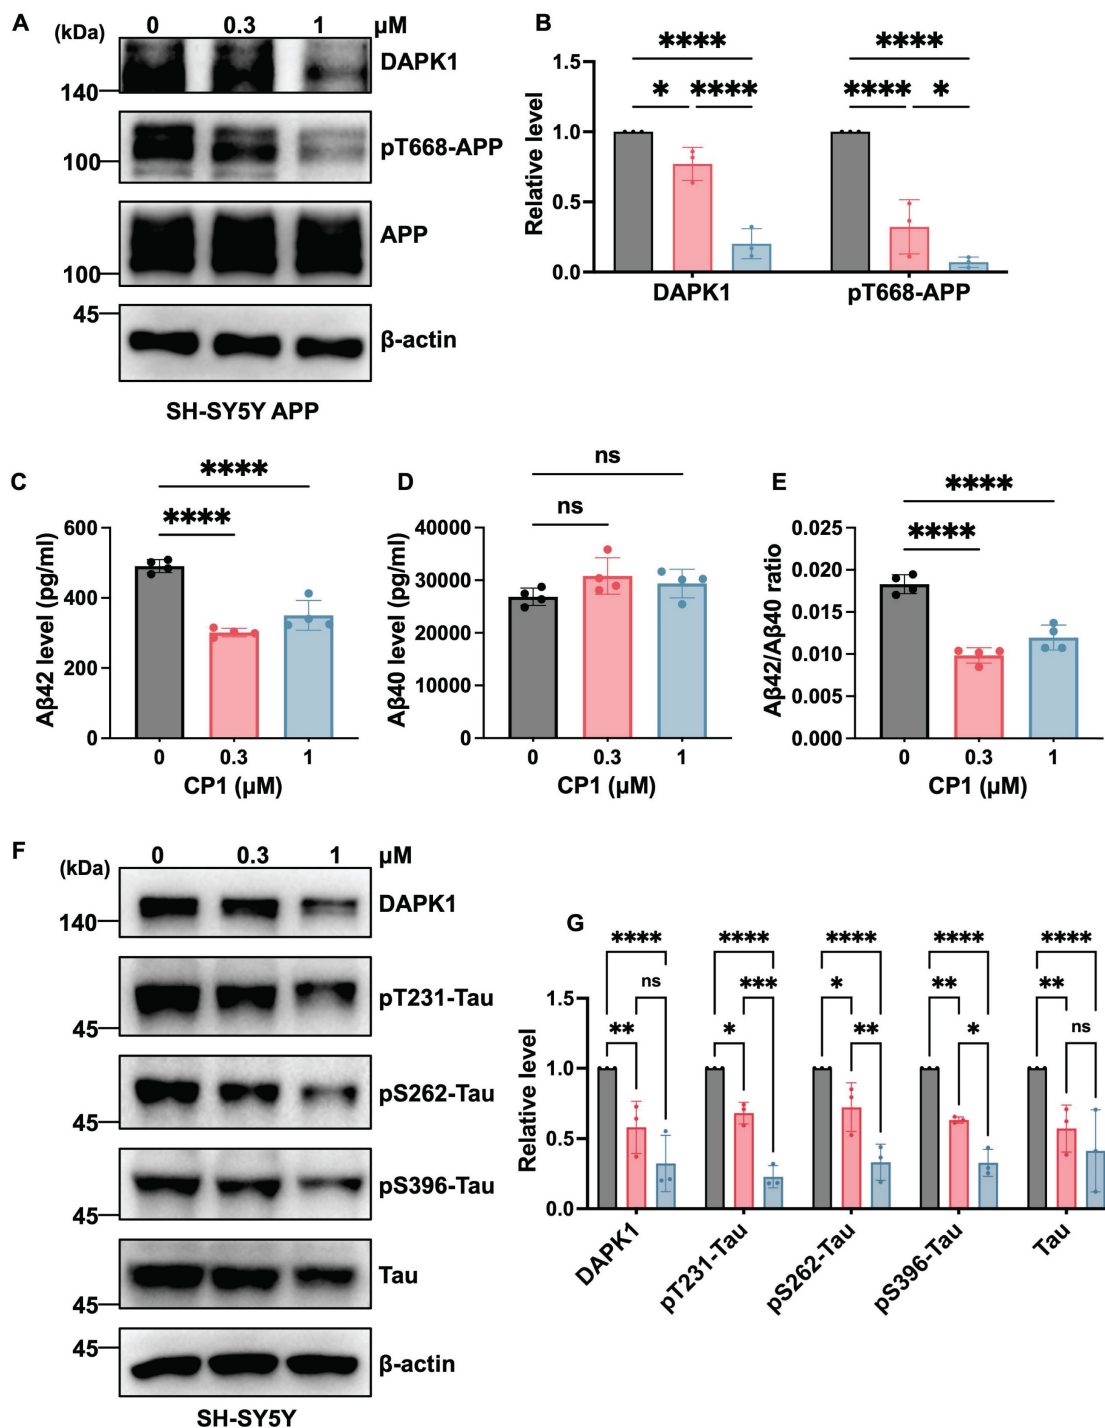 A
(kDa)
0 0.3 1 μM
140
DAPK1
100
pT668-APP
100
APP
45
β-actin
SH-SY5Y APP
B
**** ****
* **** **** *
Relative level
1.5
1.0
0.5
0.0
DAPK1 pT668-APP
C
****
****
Aβ42 level (pg/ml)
600
400
200
0
0 0.3 1
CP1 (μM)
D
ns
ns
Aβ40 level (pg/ml)
40000
30000
20000
10000
0
0 0.3 1
CP1 (μM)
E
****
****
Aβ42/Aβ40 ratio
0.025
0.020
0.015
0.010
0.005
0.000
0 0.3 1
CP1 (μM)
F
(kDa)
0 0.3 1 μM
140
DAPK1
45
pT231-Tau
45
pS262-Tau
45
pS396-Tau
45
Tau
45
β-actin
SH-SY5Y
G
**** **** **** **** ****
ns *** * ** **
** * ** * ns
Relative level
1.5
1.0
0.5
0.0
DAPK1 pT231-Tau pS262-Tau pS396-Tau Tau